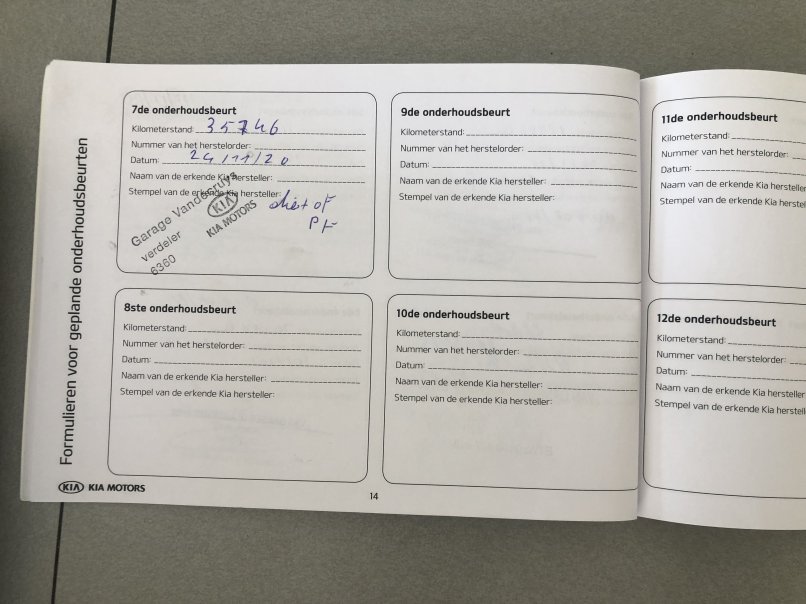 Formulieren voor geplande onderhoudsbeurten
7de onderhoudsbeurt
Kilometerstand: 35746
Nummer van het herstelorder:
Datum: 24/11/20
Naam van de erkende Kia hersteller:
Stempel van de erkende Kia hersteller:
Garage
verdeler
6360
KIA
KIA MOTORS
8ste onderhoudsbeurt
Kilometerstand:
Nummer van het herstelorder:
Datum:
Naam van de erkende Kia hersteller:
Stempel van de erkende Kia hersteller:
9de onderhoudsbeurt
Kilometerstand:
Nummer van het herstelorder:
Datum:
Naam van de erkende Kia hersteller:
Stempel van de erkende Kia hersteller:
10de onderhoudsbeurt
Kilometerstand:
Nummer van het herstelorder:
Datum:
Naam van de erkende Kia hersteller:
Stempel van de erkende Kia hersteller:
11de onderhoudsbeurt
Kilometerstand:
Nummer van het herstelorder:
Datum:
Naam van de erkende Kia hersteller
Stempel van de erkende Kia
12de onderhoudsbeurt
Kilometerstand:
Nummer van het herstelorder:
Datum:
Naam van de erkende Kia hersteller
Stempel van de erkende Kia
KIA KIA MOTORS
14